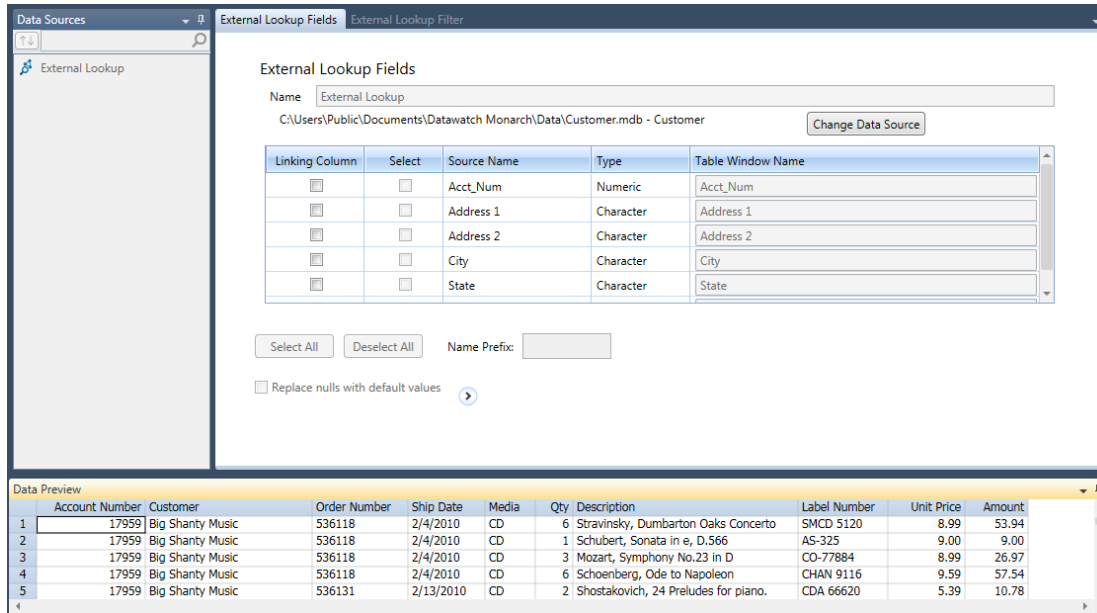 Data Sources
External Lookup Fields External Lookup Filter
External Lookup
External Lookup Fields
Name External Lookup
C:\Users\Public\Documents\Datawatch Monarch\Data\Customer.mdb - Customer Change Data Source
Linking Column Select Source Name Type Table Window Name
Acct_Num Numeric Acct_Num
Address 1 Character Address 1
Address 2 Character Address 2
City Character City
State Character State
Select All Deselect All Name Prefix:
Replace nulls with default values
Data Preview
Account Number Customer Order Number Ship Date Media Qty Description Label Number Unit Price Amount
1 17959 Big Shanty Music 536118 2/4/2010 CD 6 Stravinsky, Dumbarton Oaks Concerto SMCD 5120 8.99 53.94
2 17959 Big Shanty Music 536118 2/4/2010 CD 1 Schubert, Sonata in e, D.566 AS-325 9.00 9.00
3 17959 Big Shanty Music 536118 2/4/2010 CD 3 Mozart, Symphony No.23 in D CO-77884 8.99 26.97
4 17959 Big Shanty Music 536118 2/4/2010 CD 6 Schoenberg, Ode to Napoleon CHAN 9116 9.59 57.54
5 17959 Big Shanty Music 536131 2/13/2010 CD 2 Shostakovich, 24 Preludes for piano. CDA 66620 5.39 10.78